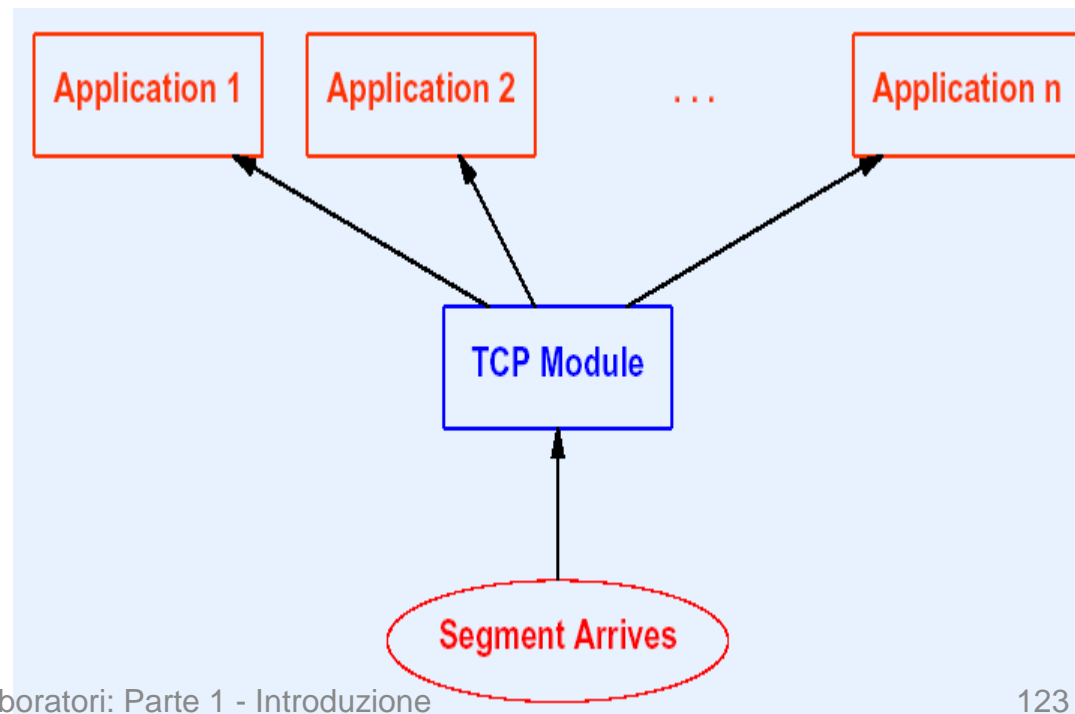 Application 1 Application 2 . . . Application n
TCP Module
Segment Arrives
boratori: Parte 1 - Introduzione 123